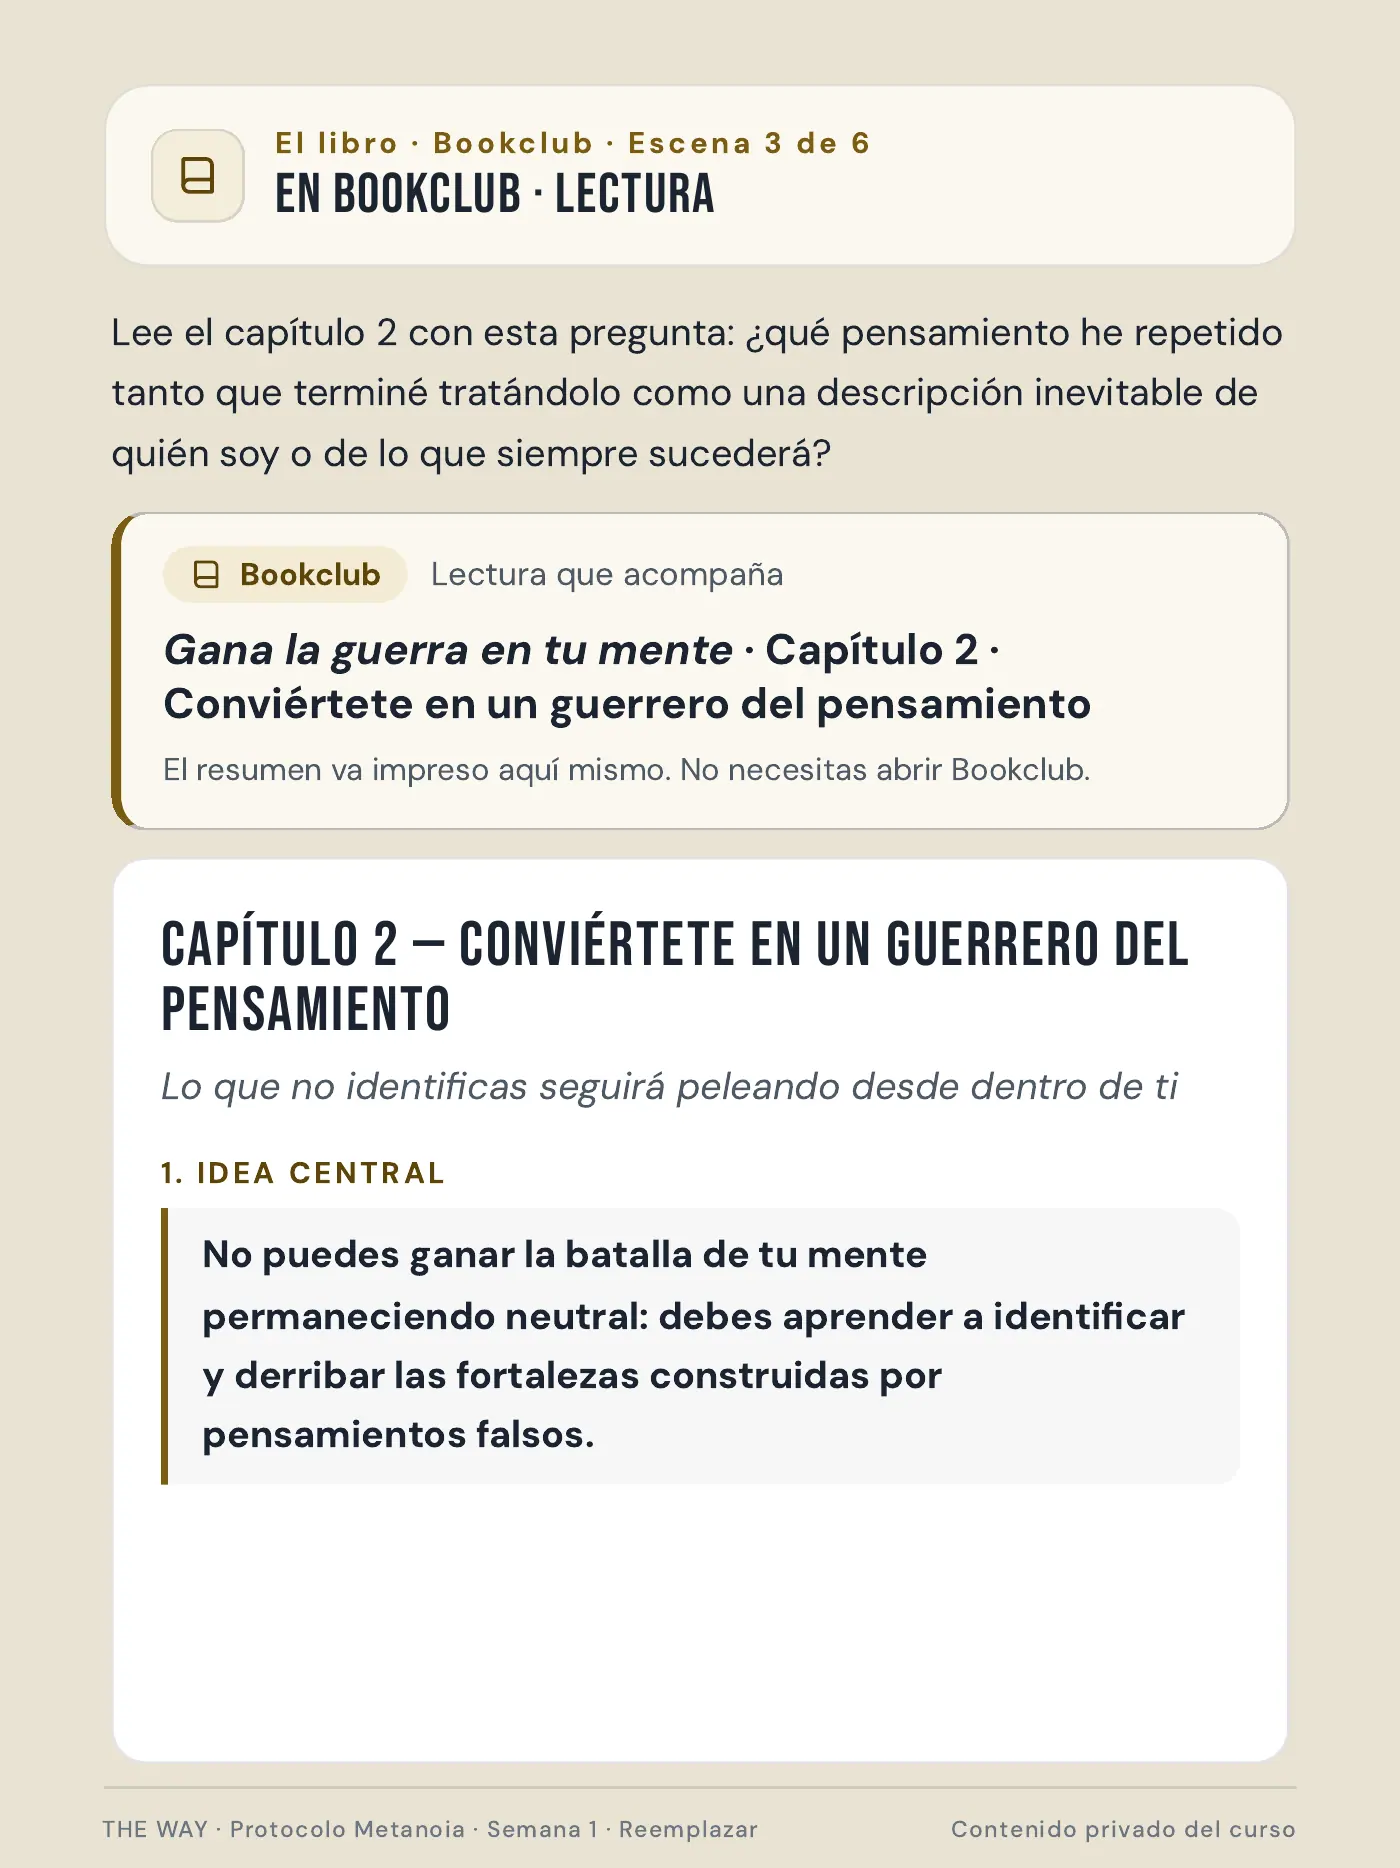 El libro · Bookclub · Escena 3 de 6
EN BOOKCLUB · LECTURA
Lee el capítulo 2 con esta pregunta: ¿qué pensamiento he repetido
tanto que terminé tratándolo como una descripción inevitable de
quién soy o de lo que siempre sucederá?
Bookclub Lectura que acompaña
Gana la guerra en tu mente · Capítulo 2 ·
Conviértete en un guerrero del pensamiento
El resumen va impreso aquí mismo. No necesitas abrir Bookclub.
CAPÍTULO 2 — CONVIÉRTETE EN UN GUERRERO DEL
PENSAMIENTO
Lo que no identificas seguirá peleando desde dentro de ti
1. IDEA CENTRAL
No puedes ganar la batalla de tu mente
permaneciendo neutral: debes aprender a identificar
y derribar las fortalezas construidas por
pensamientos falsos.
THE WAY · Protocolo Metanoia · Semana 1 · Reemplazar
Contenido privado del curso